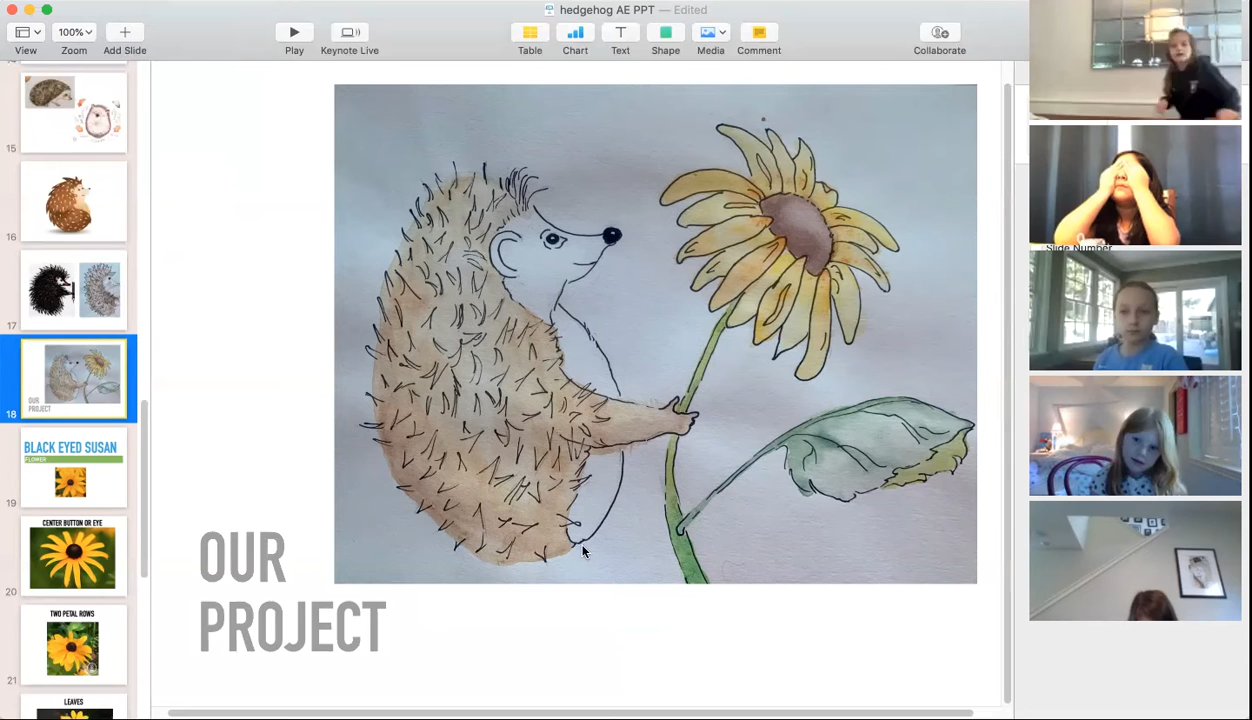 hedgehog AE PPT — Edited
100%
View
Zoom
Add Slide
Play
Keynote Live
Table
Chart
Text
Shape
Media
Comment
Collaborate
15
16
17
OUR
PROJECT
18
BLACK EYED SUSAN
FLOWER
19
CENTER BUTTON OR EYE
20
TWO PETAL ROWS
21
LEAVES
OUR
PROJECT
Slide Number